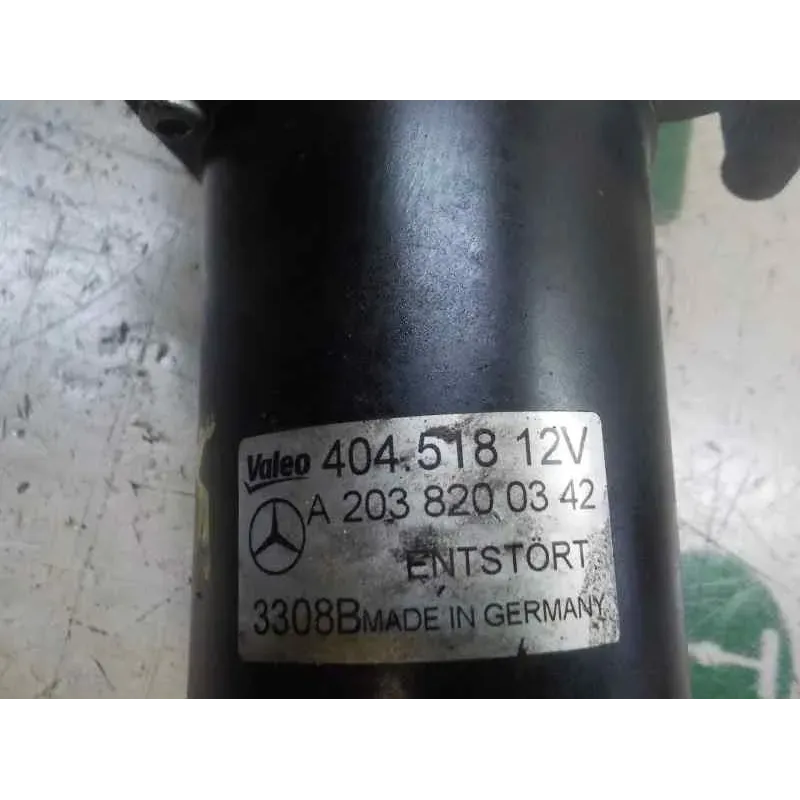 Valeo 404.518 12V
A 203 820 03 42
ENTSTÖRT
3308B MADE IN GERMANY